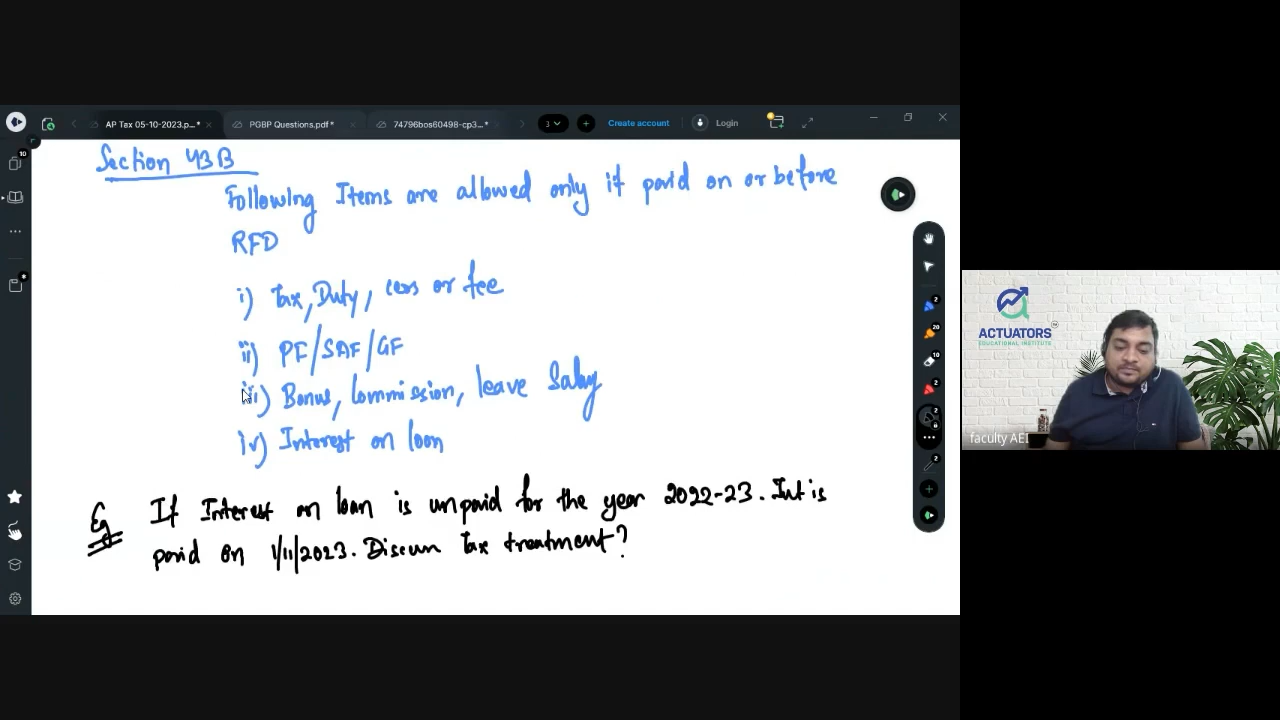 AP Tax 05-10-2023.p...*
PGBP Questions.pdf*
74796bos60498-cp3...*
3
Create account
Login
Section 43B
Following Items are allowed only if paid on or before
RFD
i) Tax, Duty, cess or fee
ii) PF/SAF/GF
iii) Bonus, Commission, leave Salary
iv) Interest on loan
Eg If Interest on loan is unpaid for the year 2022-23. Int is
paid on 1/11/2023. Discuss Tax treatment?
ACTUATORS
EDUCATIONAL INSTITUTE
faculty AEI